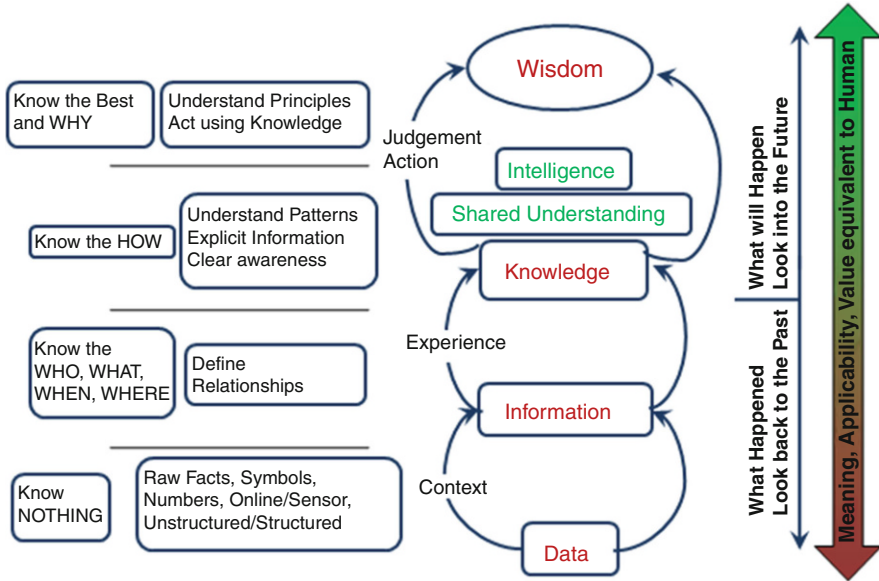 Know the Best
and WHY
Understand Principles
Act using Knowledge
Judgement
Action
Wisdom
Intelligence
Shared Understanding
Know the HOW
Understand Patterns
Explicit Information
Clear awareness
Knowledge
Experience
Know the
WHO, WHAT,
WHEN, WHERE
Define
Relationships
Information
Know
NOTHING
Raw Facts, Symbols,
Numbers, Online/Sensor,
Unstructured/Structured
Context
Data
What will Happen
Look into the Future
What Happened
Look back to the Past
Meaning, Applicability, Value equivalent to Human